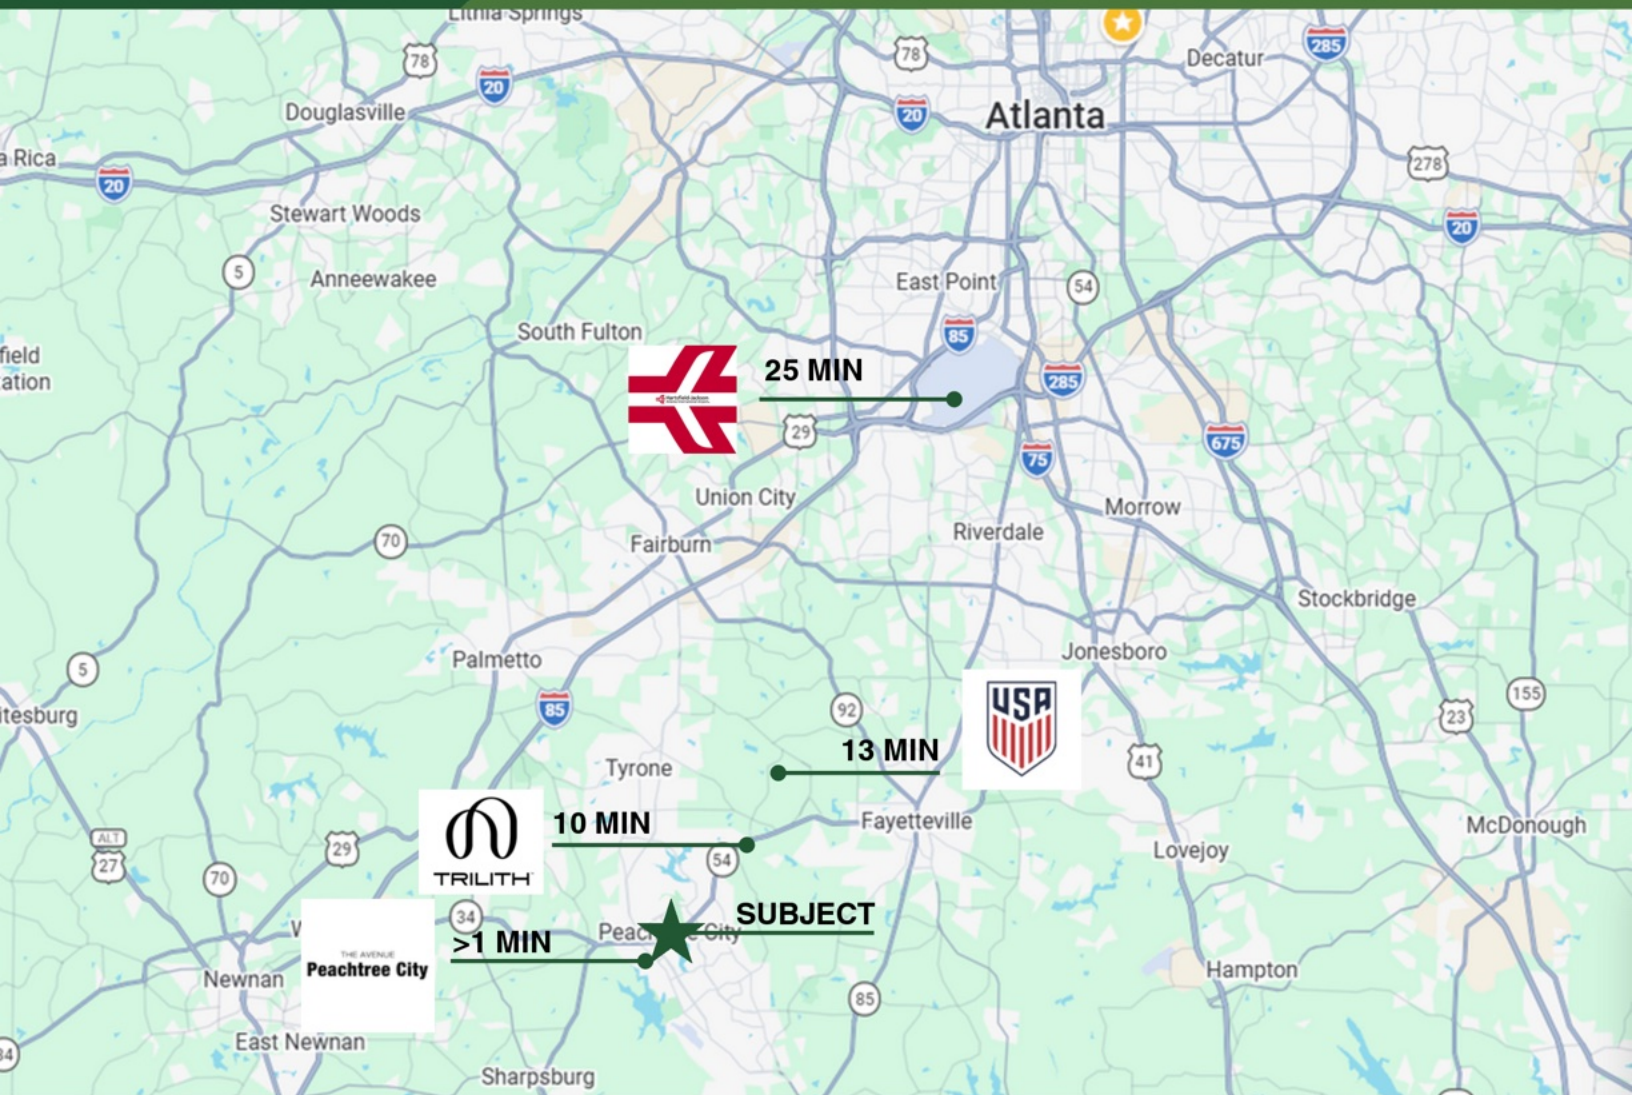 Lithia Springs
78
78
Decatur
285
20
20
Atlanta
Douglasville
a Rica
20
278
Stewart Woods
20
5
Anneewakee
East Point
54
South Fulton
85
field
tation
25 MIN
285
29
675
75
Union City
Morrow
70
Fairburn
Riverdale
Stockbridge
Palmetto
Jonesboro
5
USA
155
itesburg
85
92
23
13 MIN
41
Tyrone
10 MIN
Fayetteville
McDonough
ALT
27
29
TRILITH
54
Lovejoy
70
34
SUBJECT
W
>1 MIN
Peac e City
THE AVENUE
Peachtree City
Newnan
Hampton
85
East Newnan
34
Sharpsburg